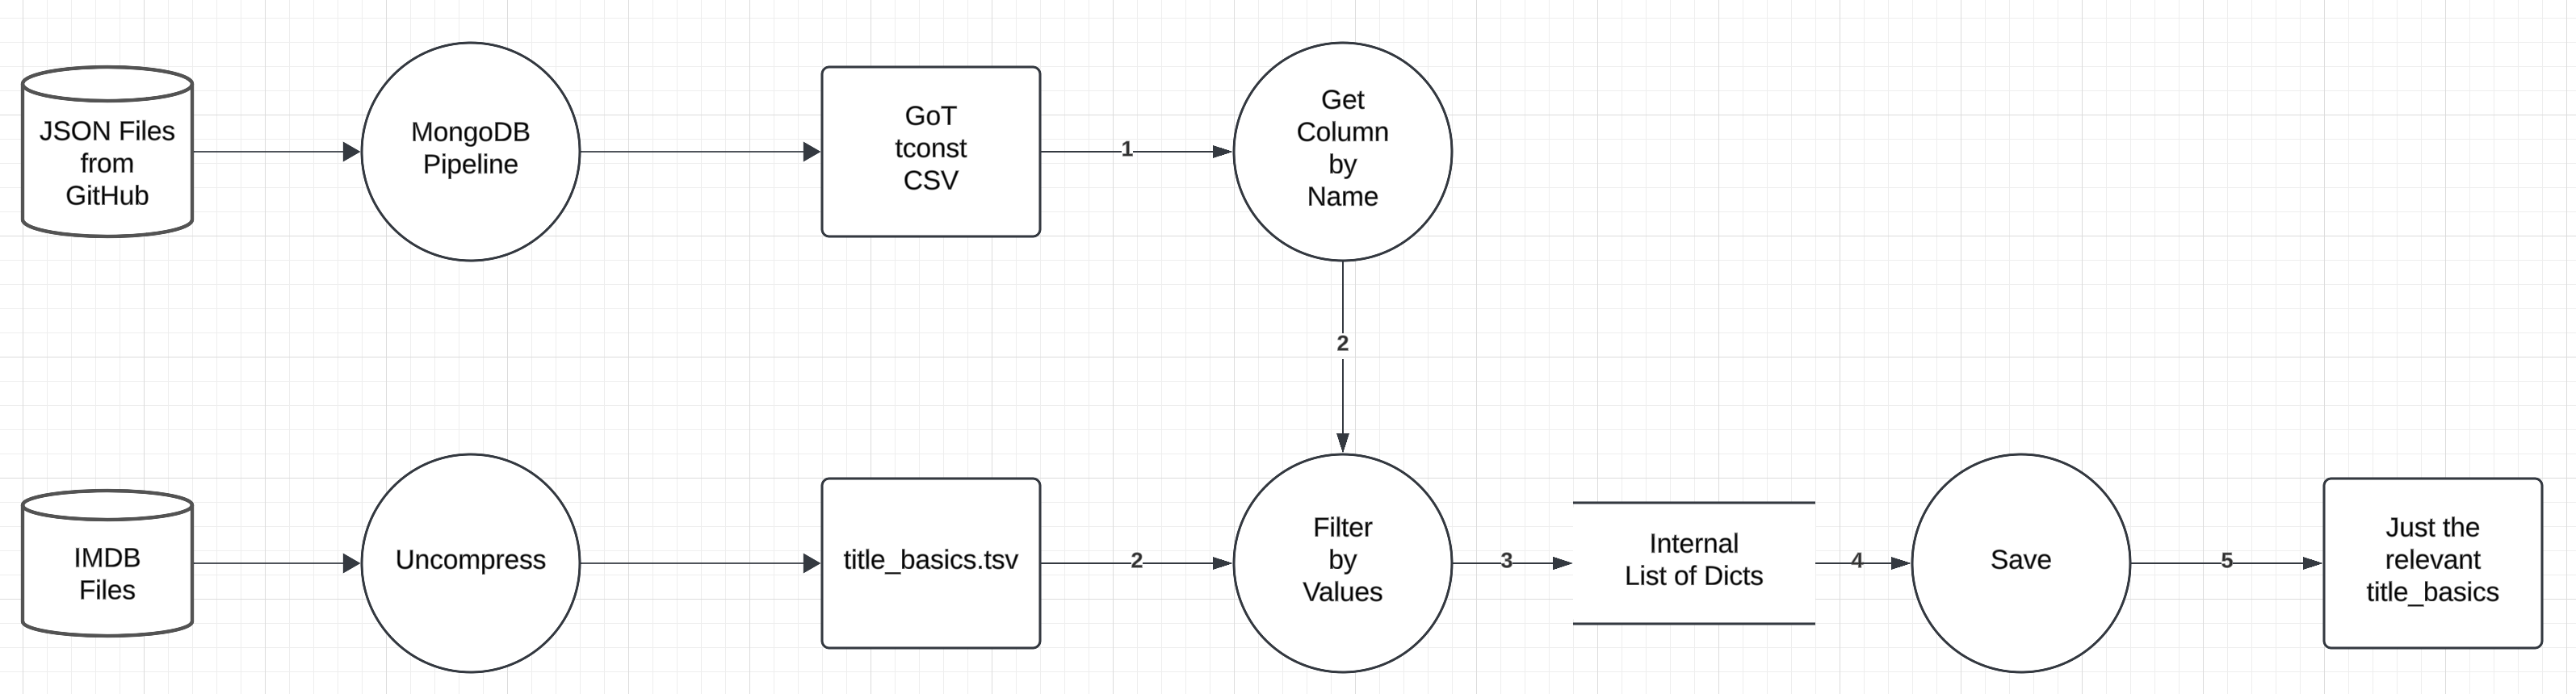 JSON Files
from
GitHub
MongoDB
Pipeline
GoT
tconst
CSV
1
Get
Column
by
Name
2
IMDB
Files
Uncompress
title_basics.tsv
2
Filter
by
Values
3
Internal
List of Dicts
4
Save
5
Just the
relevant
title_basics